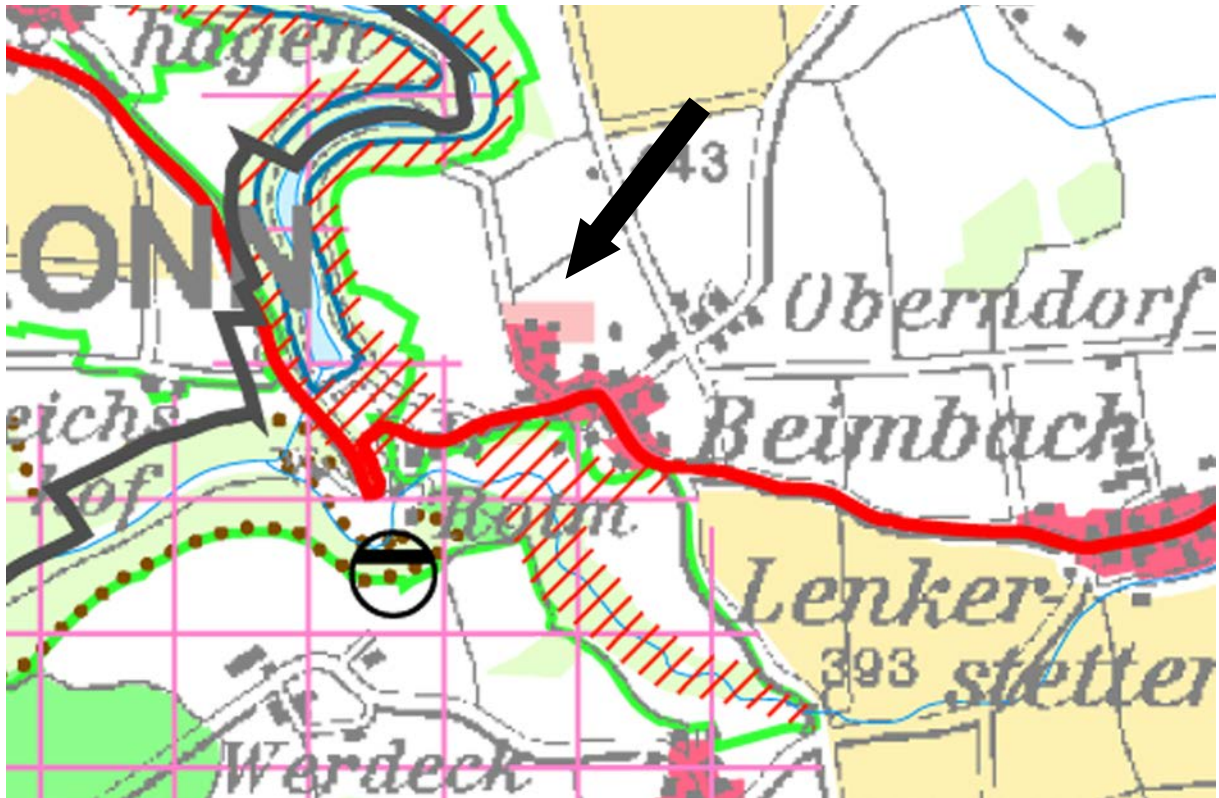 hagen
443
ONN
Oberndorf
eichs
hof
Beimbach
Roth
Lenker-
393
stetten
Werdeck